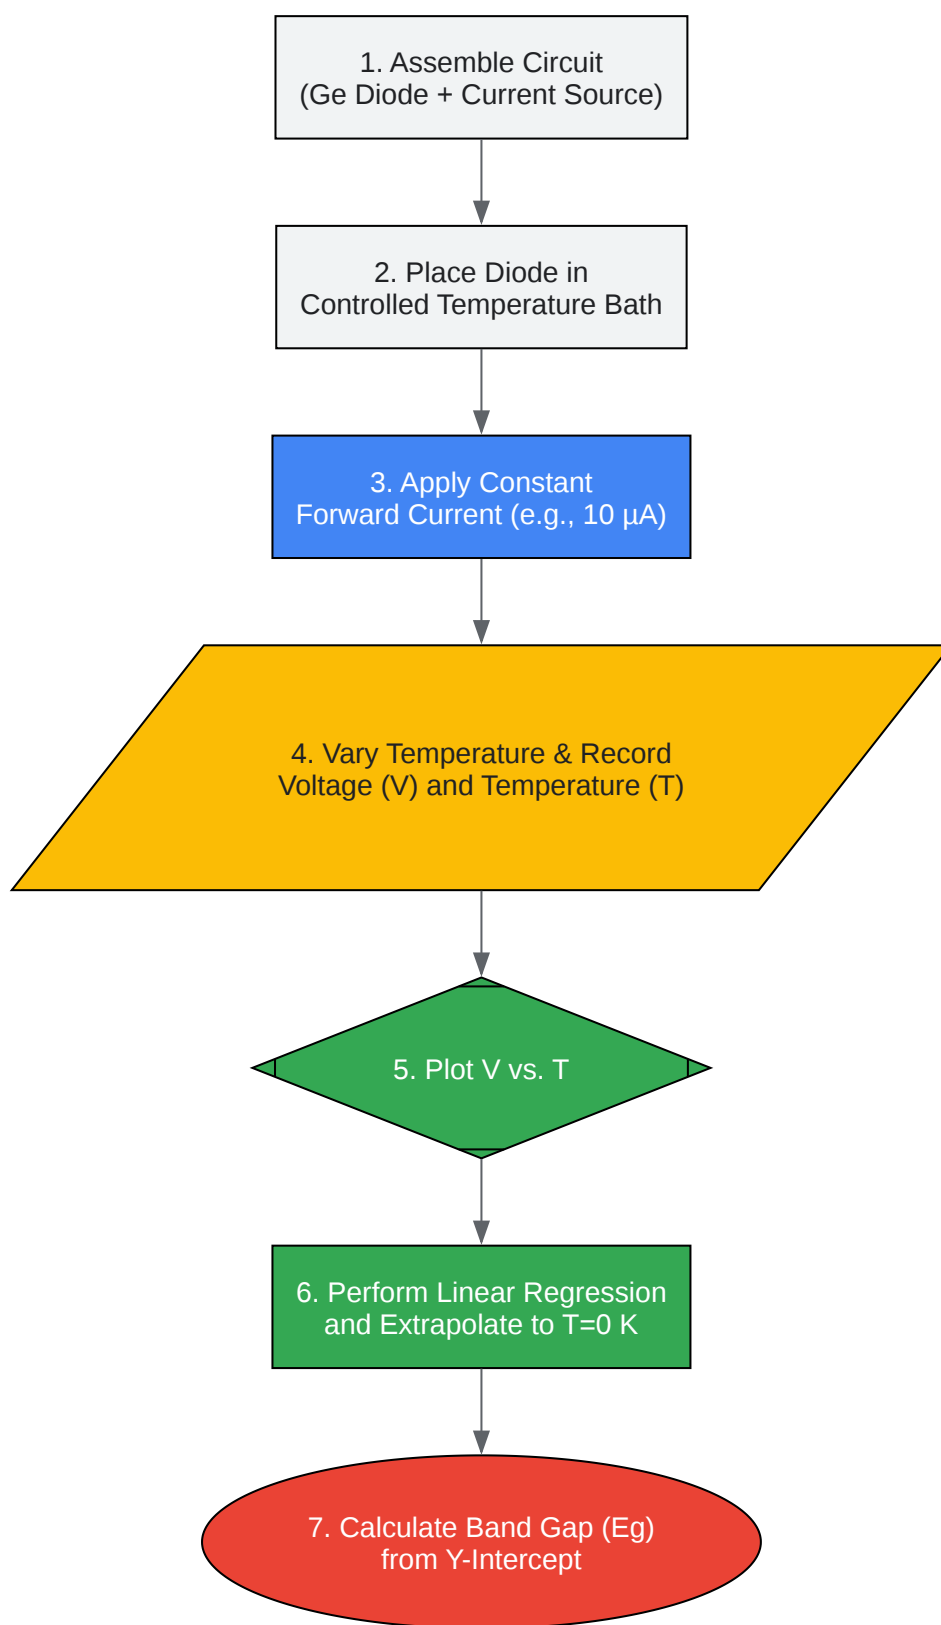 1. Assemble Circuit
(Ge Diode + Current Source)
2. Place Diode in
Controlled Temperature Bath
3. Apply Constant
Forward Current (e.g., 10 µA)
4. Vary Temperature & Record
Voltage (V) and Temperature (T)
5. Plot V vs. T
6. Perform Linear Regression
and Extrapolate to T=0 K
7. Calculate Band Gap (Eg)
from Y-Intercept